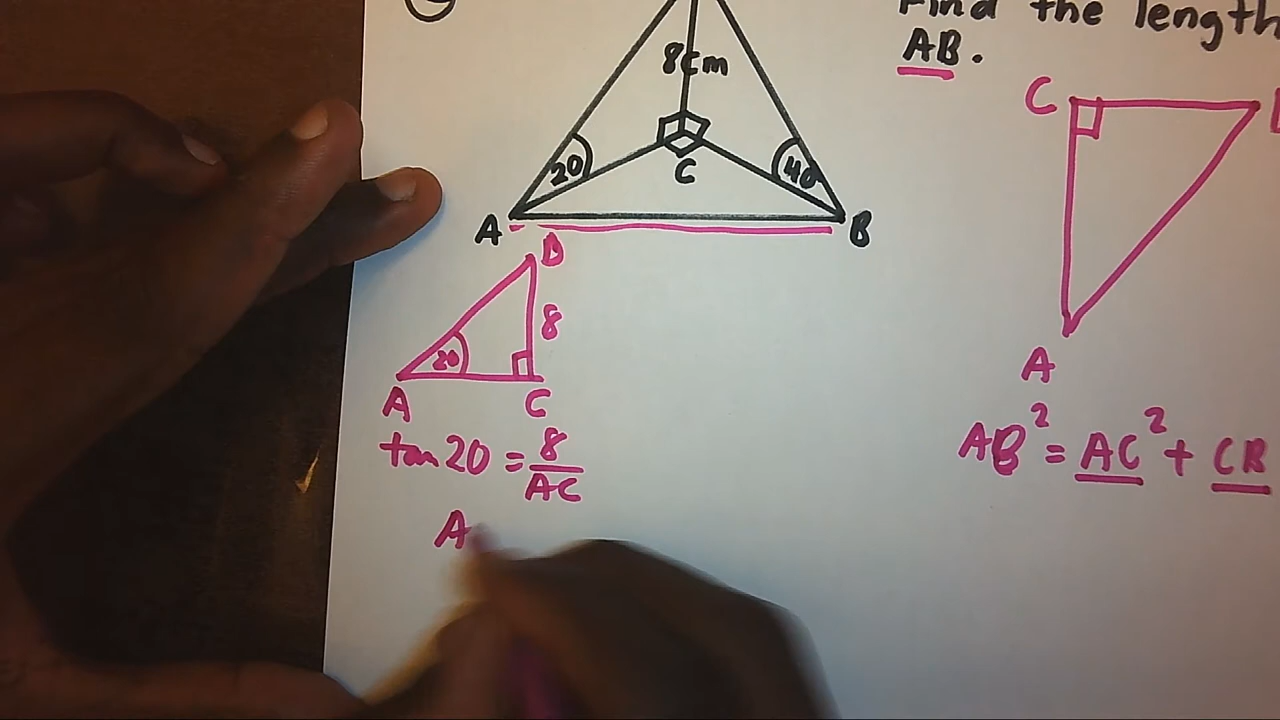 Find the length
AB.
8cm
20
40
C
A
B
C
D
8
20
A
C
A
tan 20 = 8/AC
AB² = AC² + CB
A